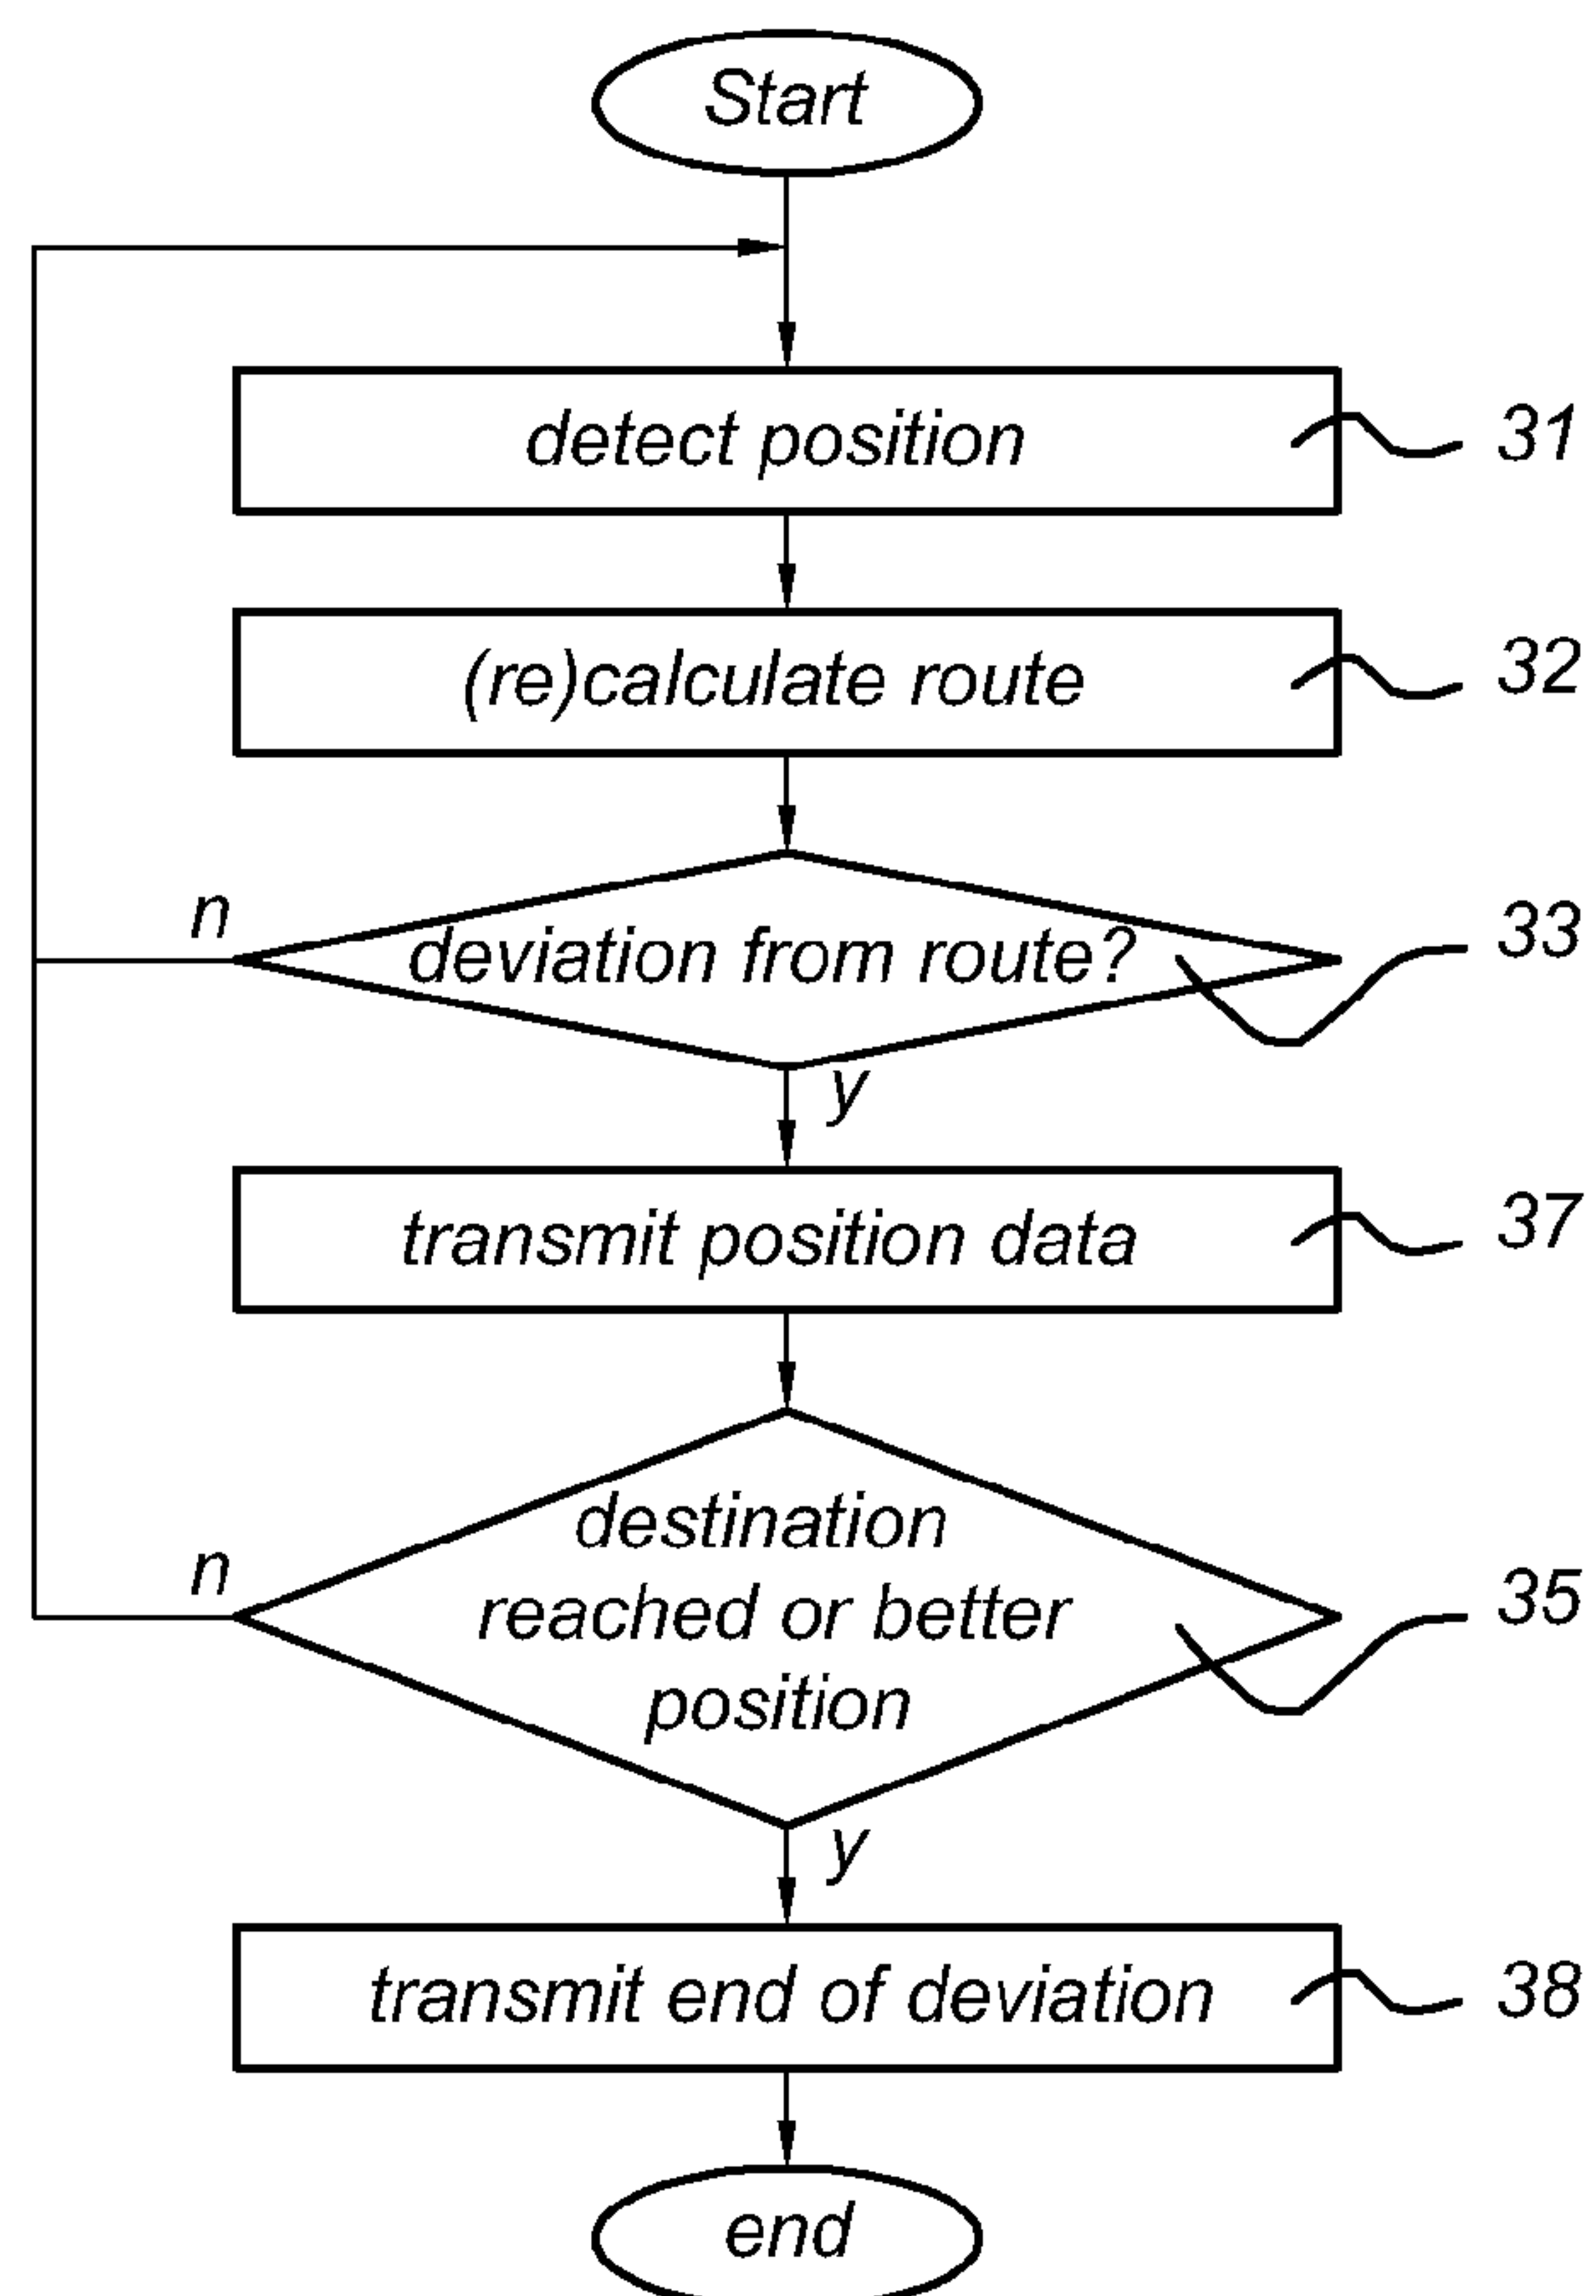 Start
detect position
31
(re)calculate route
32
n
deviation from route?
33
y
transmit position data
37
destination
reached or better
position
n
35
y
transmit end of deviation
38
end